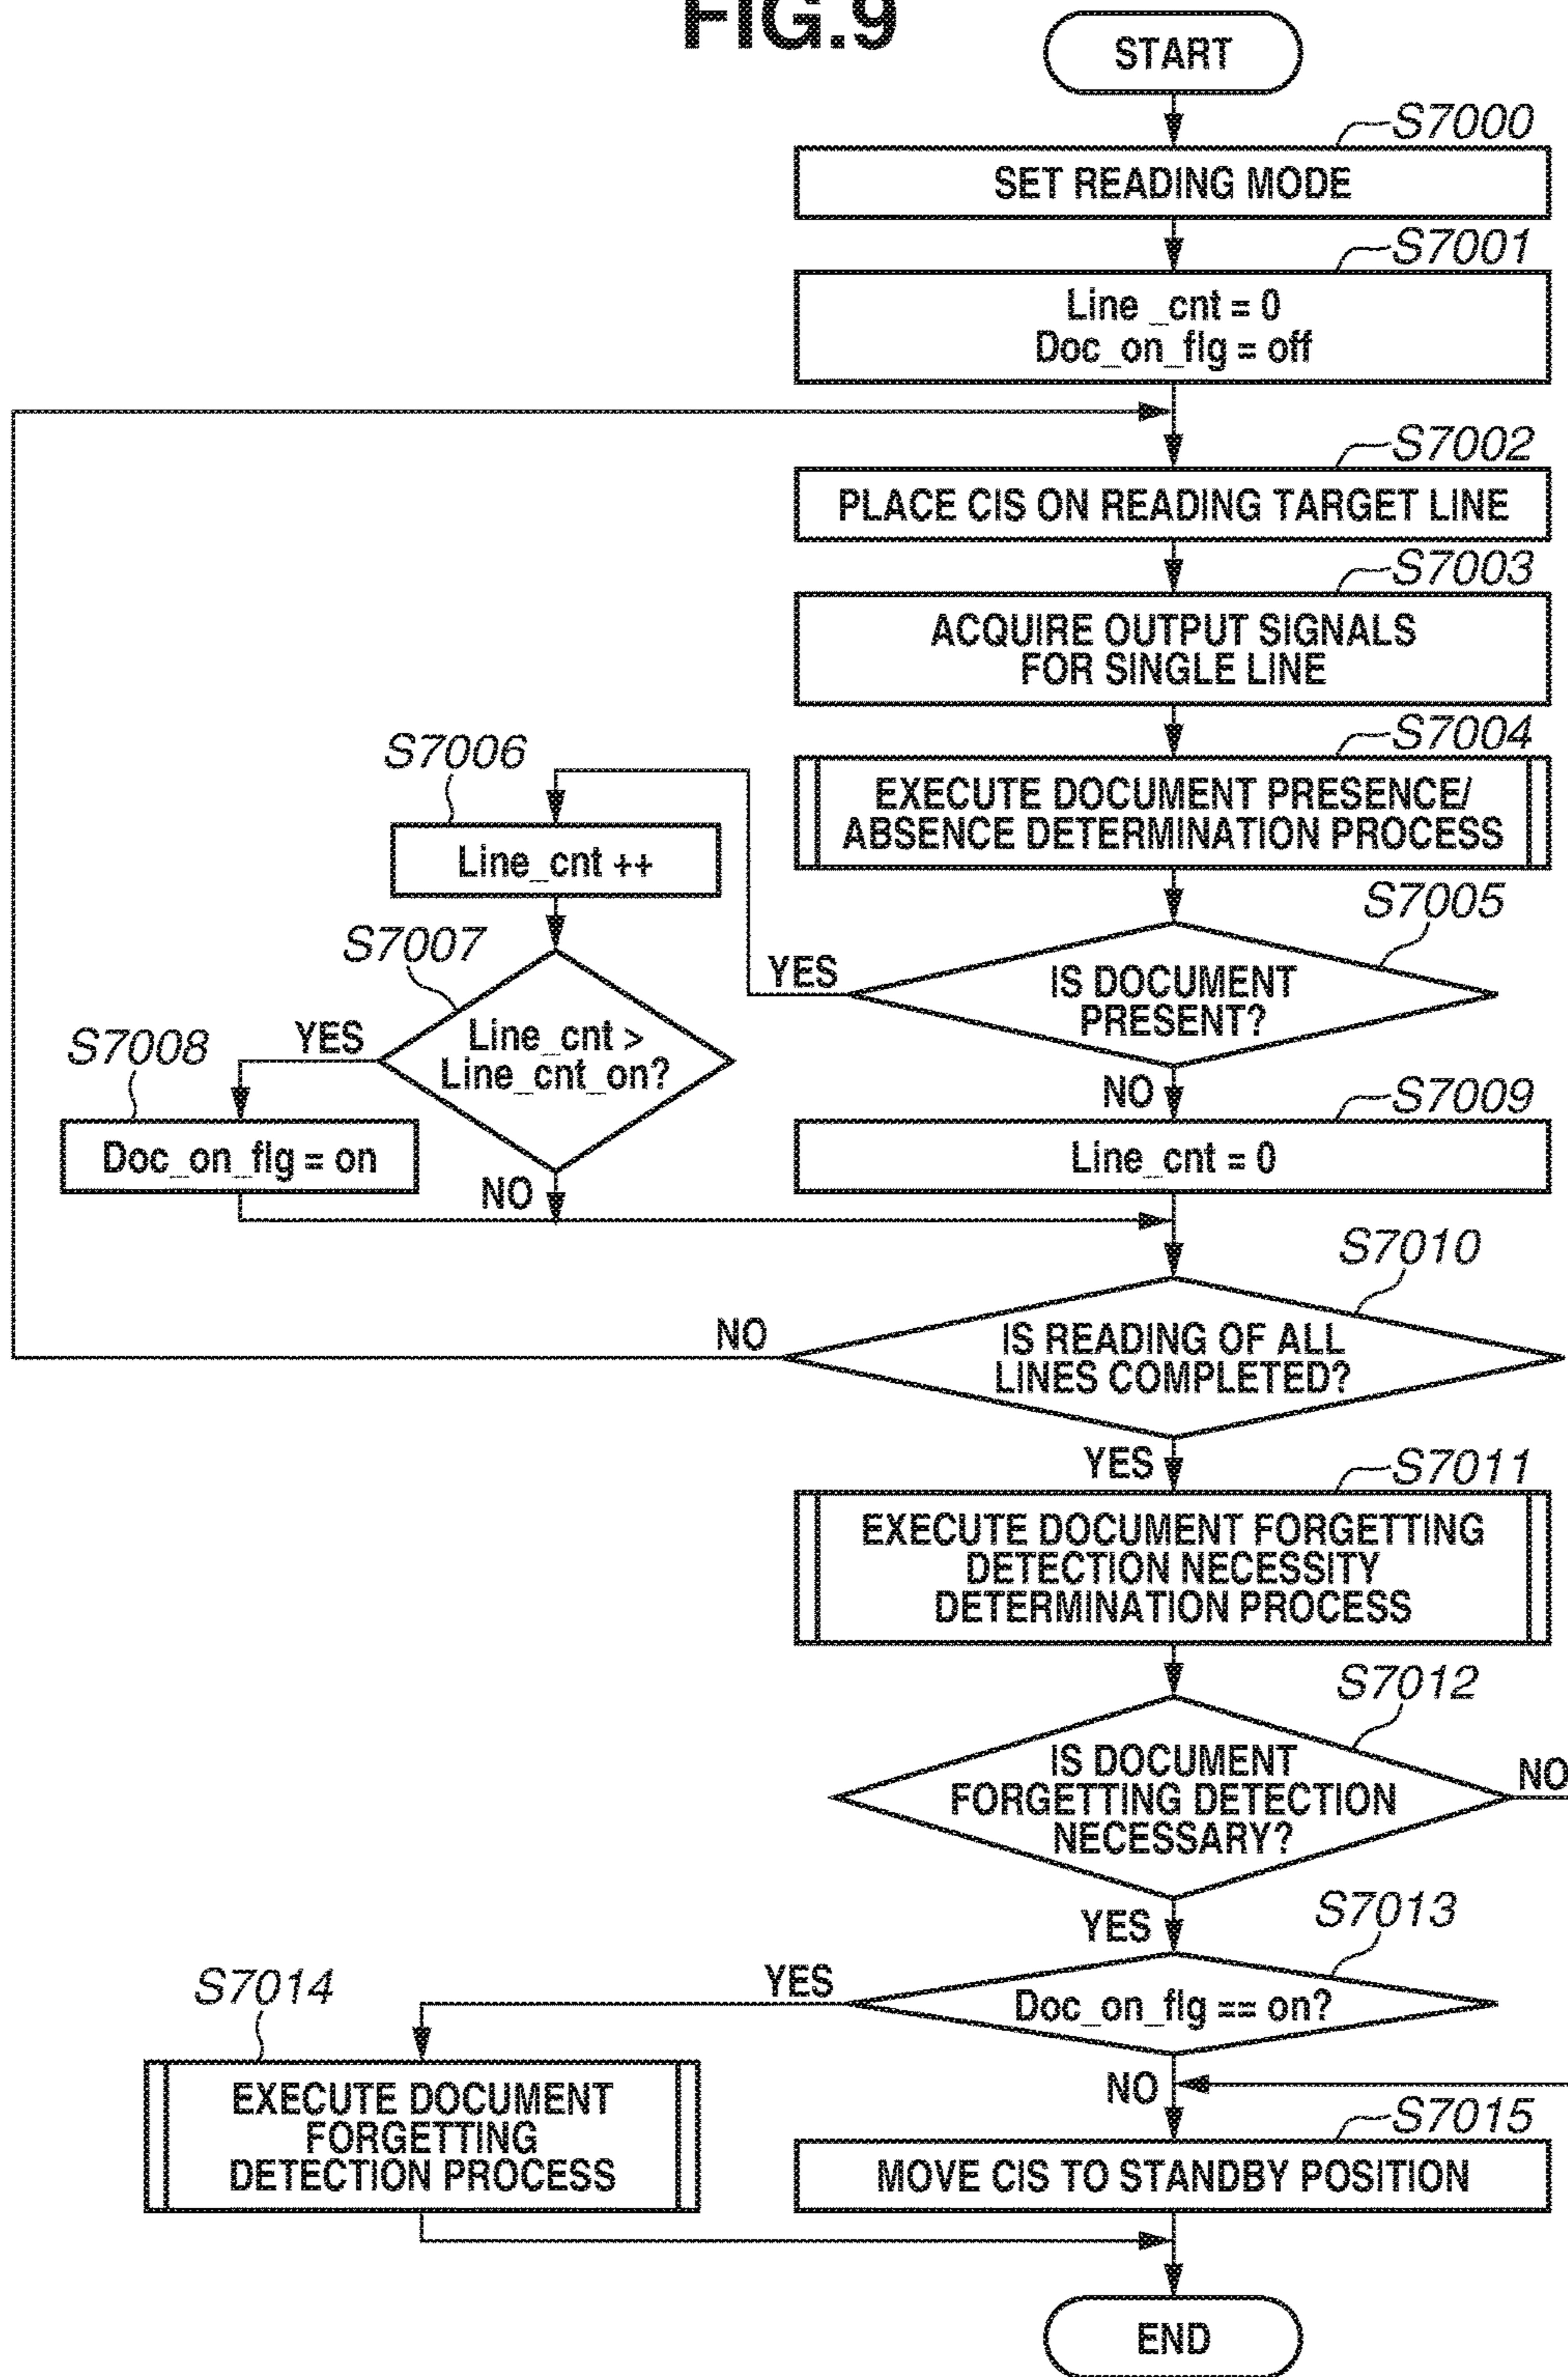 FIG.9
START
S7000
SET READING MODE
S7001
Line _cnt = 0
Doc_on_flg = off
S7002
PLACE CIS ON READING TARGET LINE
S7003
ACQUIRE OUTPUT SIGNALS
FOR SINGLE LINE
S7004
EXECUTE DOCUMENT PRESENCE/
ABSENCE DETERMINATION PROCESS
S7005
IS DOCUMENT
PRESENT?
YES
S7006
Line_cnt ++
S7007
Line_cnt >
Line_cnt_on?
YES
S7008
Doc_on_flg = on
NO
NO
S7009
Line_cnt = 0
S7010
IS READING OF ALL
LINES COMPLETED?
NO
YES
S7011
EXECUTE DOCUMENT FORGETTING
DETECTION NECESSITY
DETERMINATION PROCESS
S7012
IS DOCUMENT
FORGETTING DETECTION
NECESSARY?
NO
YES
S7013
Doc_on_flg == on?
YES
S7014
EXECUTE DOCUMENT
FORGETTING
DETECTION PROCESS
NO
S7015
MOVE CIS TO STANDBY POSITION
END